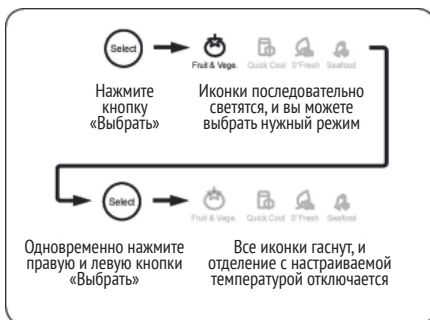 Select
Fruit & Vege. Quick Cool 0°Fresh Seafood
Нажмите
кнопку
«Выбрать»
Иконки последовательно
светятся, и вы можете
выбрать нужный режим
Select
Fruit & Vege. Quick Cool 0°Fresh Seafood
Одновременно нажмите
правую и левую кнопки
«Выбрать»
Все иконки гаснут, и
отделение с настраиваемой
температурой отключается